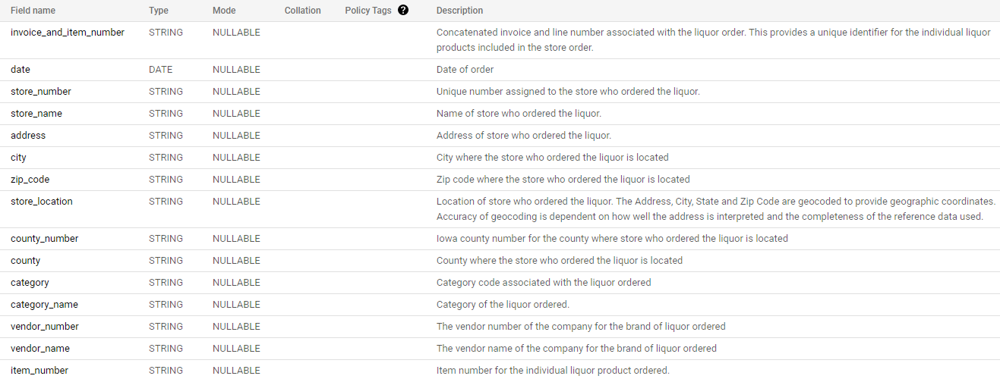 Field name Type Mode Collation Policy Tags ? Description
invoice_and_item_number STRING NULLABLE Concatenated invoice and line number associated with the liquor order. This provides a unique identifier for the individual liquor
products included in the store order.
date DATE NULLABLE Date of order
store_number STRING NULLABLE Unique number assigned to the store who ordered the liquor.
store_name STRING NULLABLE Name of store who ordered the liquor.
address STRING NULLABLE Address of store who ordered the liquor.
city STRING NULLABLE City where the store who ordered the liquor is located
zip_code STRING NULLABLE Zip code where the store who ordered the liquor is located
store_location STRING NULLABLE Location of store who ordered the liquor. The Address, City, State and Zip Code are geocoded to provide geographic coordinates.
Accuracy of geocoding is dependent on how well the address is interpreted and the completeness of the reference data used.
county_number STRING NULLABLE Iowa county number for the county where store who ordered the liquor is located
county STRING NULLABLE County where the store who ordered the liquor is located
category STRING NULLABLE Category code associated with the liquor ordered
category_name STRING NULLABLE Category of the liquor ordered.
vendor_number STRING NULLABLE The vendor number of the company for the brand of liquor ordered
vendor_name STRING NULLABLE The vendor name of the company for the brand of liquor ordered
item_number STRING NULLABLE Item number for the individual liquor product ordered.